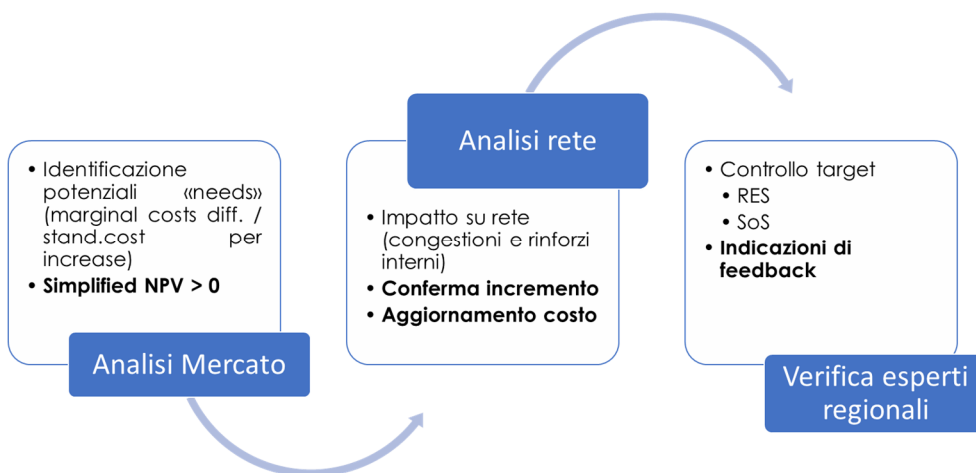 • Identificazione
potenziali «needs»
(marginal costs diff. /
stand.cost per
increase)
• Simplified NPV > 0
Analisi Mercato
Analisi rete
• Impatto su rete
(congestioni e rinforzi
interni)
• Conferma incremento
• Aggiornamento costo
• Controllo target
• RES
• SoS
• Indicazioni di
feedback
Verifica esperti
regionali